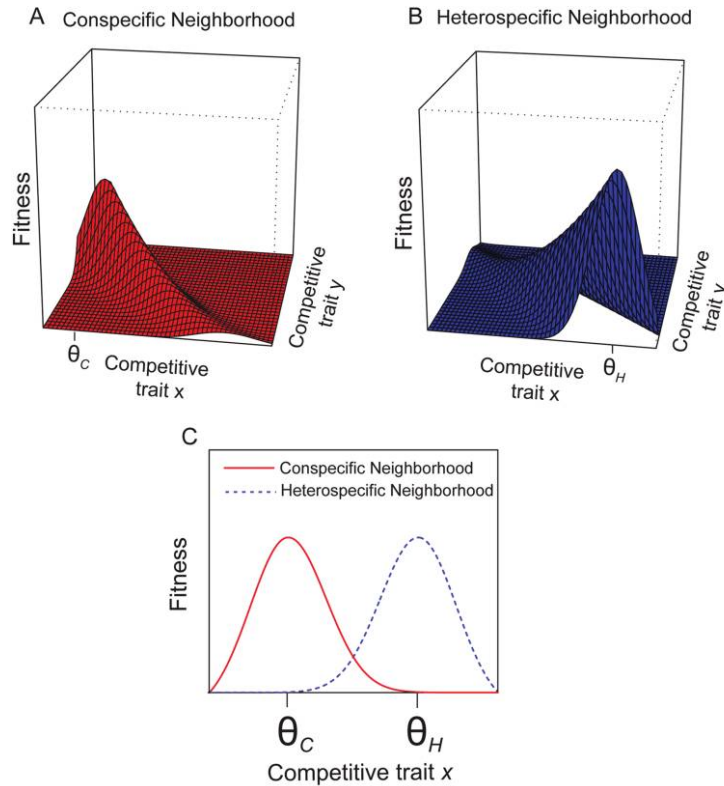 A Conspecific Neighborhood
Fitness
θC
Competitive
trait x
Competitive
trait y
B Heterospecific Neighborhood
Fitness
Competitive
trait x
θH
Competitive
trait y
C
Conspecific Neighborhood
Heterospecific Neighborhood
Fitness
θC
θH
Competitive trait x